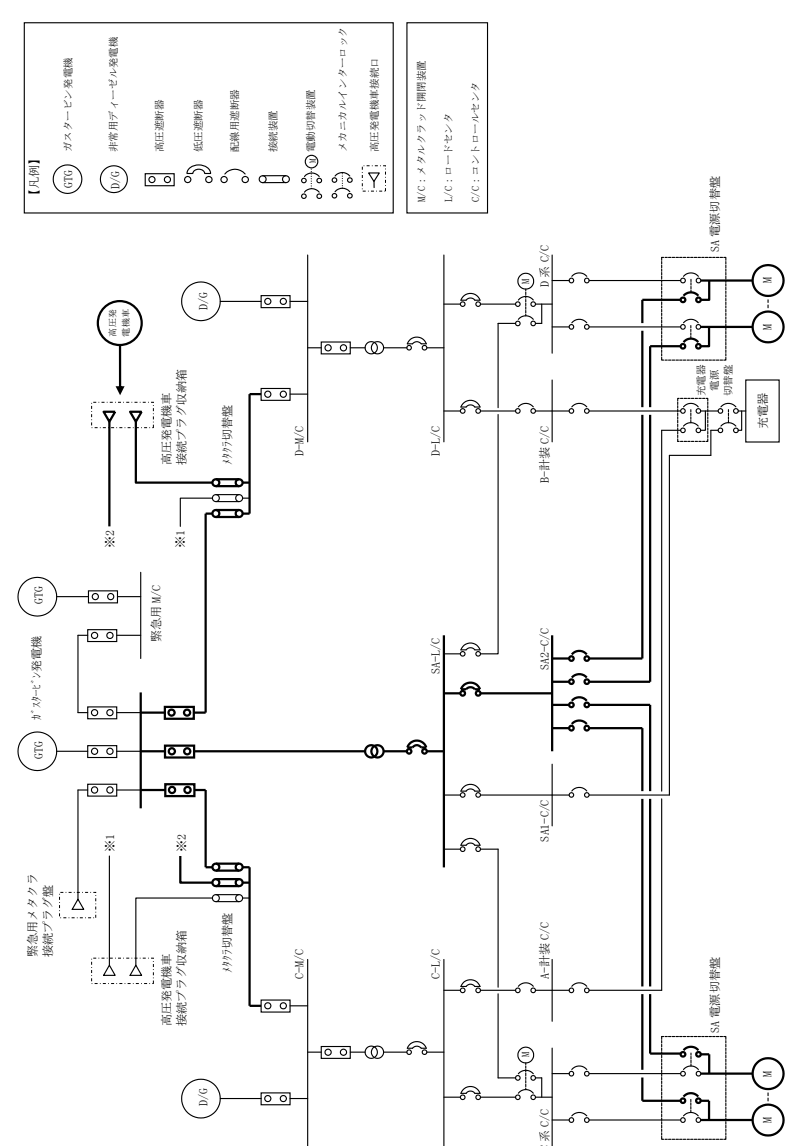 【凡例】
GTG
ガスタービン発電機
D/G
非常用ディーゼル発電機
高圧遮断器
低圧遮断器
配線用遮断器
接続装置
M
電動切替装置
メカニカルインターロック
高圧発電機車接続口
M/C:メタルクラッド開閉装置
L/C:ロードセンタ
C/C:コントロールセンタ
高圧発
電機車
D/G
高圧発電機車
接続プラグ収納箱
※2
※1
メタクラ切替盤
D-M/C
GTG
ガスタービン発電機
GTG
緊急用 M/C
緊急用メタクラ
接続プラグ盤
※1
※2
高圧発電機車
接続プラグ収納箱
メタクラ切替盤
C-M/C
D/G
D-L/C
SA-L/C
C-L/C
M
D 系 C/C
B-計装 C/C
SA2-C/C
SA1-C/C
A-計装 C/C
M
系 C/C
SA 電源切替盤
M
M
充電器
電源
切替盤
充電器
SA 電源切替盤
M
M